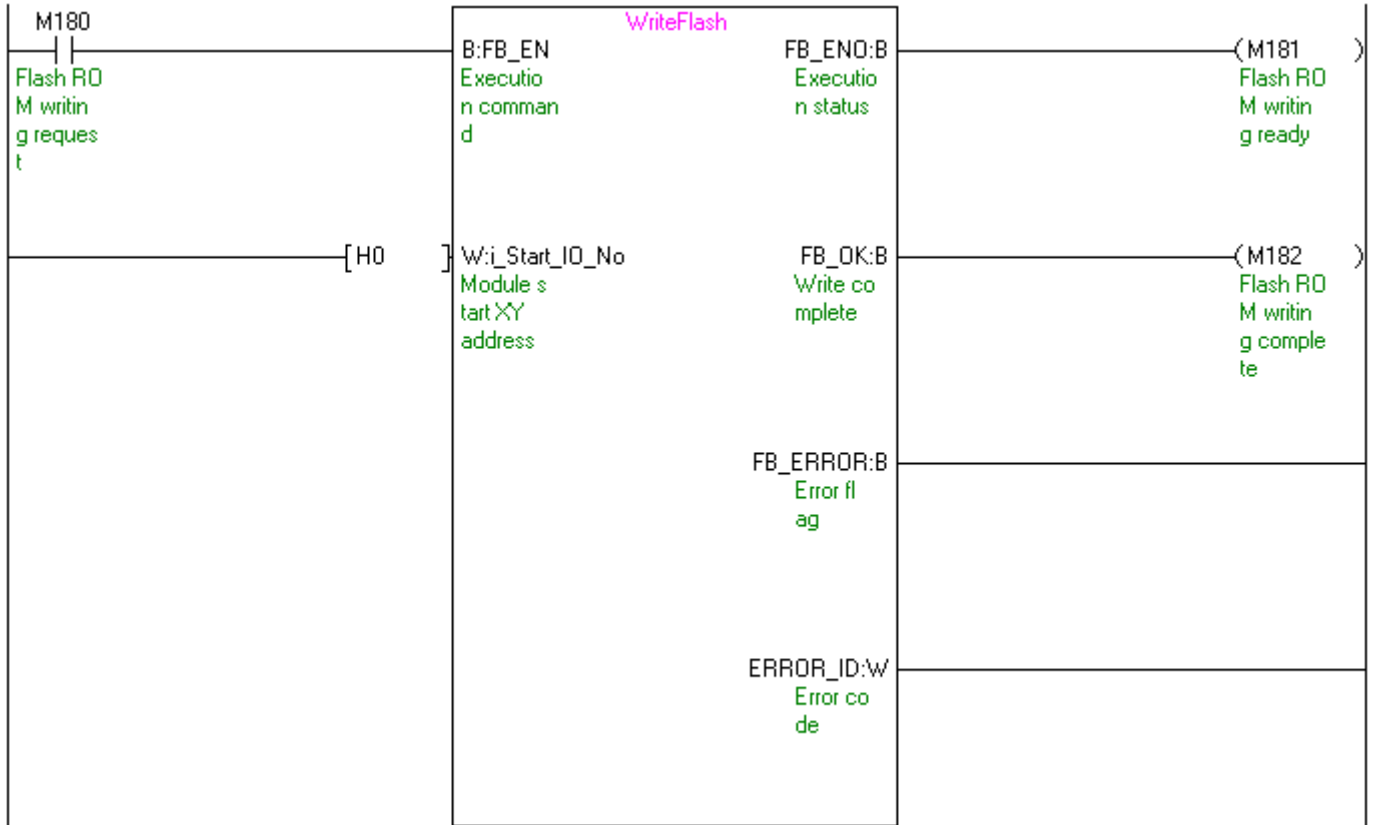 M180
WriteFlash
B:FB_EN
FB_ENO:B
(M181 )
Flash RO
M writin
g reques
t
Executio
n comman
d
Executio
n status
Flash RO
M writin
g ready
[H0 ]
W:i_Start_IO_No
FB_OK:B
(M182 )
Module s
tart XY
address
Write co
mplete
Flash RO
M writin
g comple
te
FB_ERROR:B
Error fl
ag
ERROR_ID:W
Error co
de